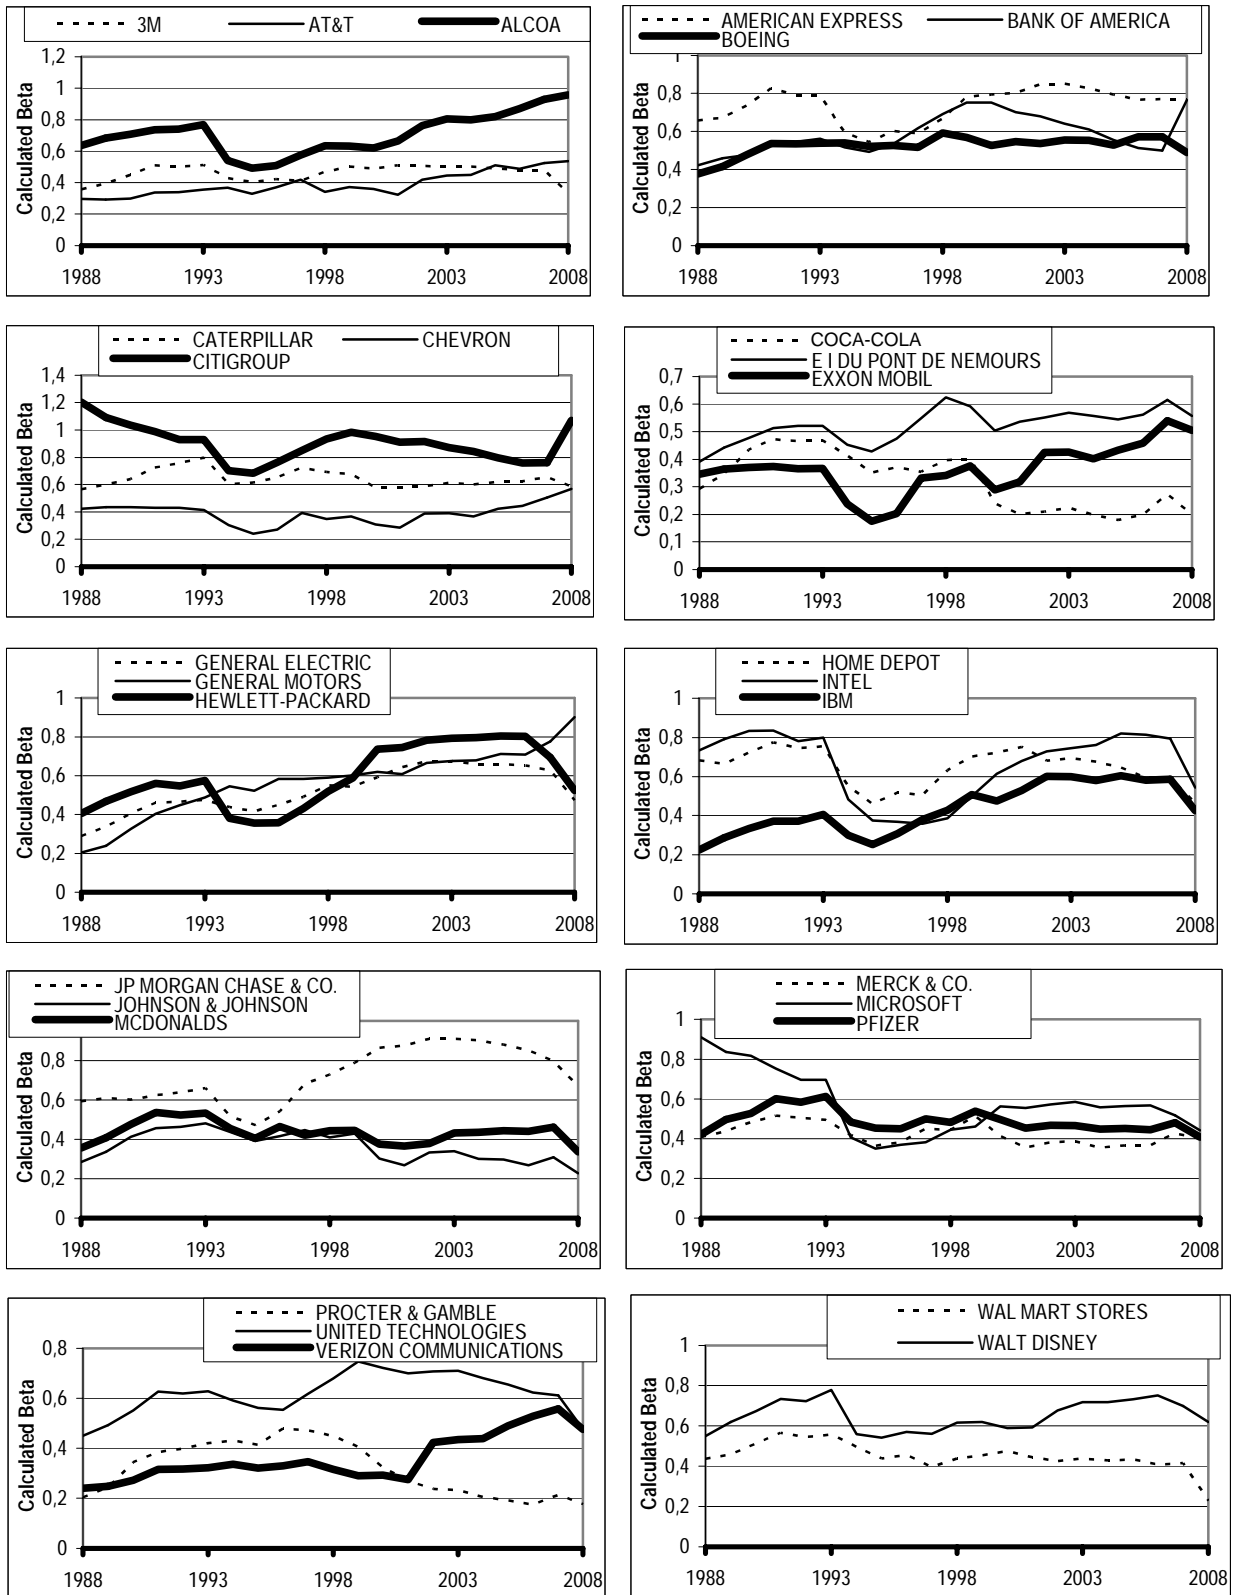 3M AT&T ALCOA
Calculated Beta
1,2
1
0,8
0,6
0,4
0,2
0
1988 1993 1998 2003 2008
AMERICAN EXPRESS BANK OF AMERICA
BOEING
Calculated Beta
1
0,8
0,6
0,4
0,2
0
1988 1993 1998 2003 2008
CATERPILLAR CHEVRON
CITIGROUP
Calculated Beta
1,4
1,2
1
0,8
0,6
0,4
0,2
0
1988 1993 1998 2003 2008
COCA-COLA
E I DU PONT DE NEMOURS
EXXON MOBIL
Calculated Beta
0,7
0,6
0,5
0,4
0,3
0,2
0,1
0
1988 1993 1998 2003 2008
GENERAL ELECTRIC
GENERAL MOTORS
HEWLETT-PACKARD
Calculated Beta
1
0,8
0,6
0,4
0,2
0
1988 1993 1998 2003 2008
HOME DEPOT
INTEL
IBM
Calculated Beta
1
0,8
0,6
0,4
0,2
0
1988 1993 1998 2003 2008
JP MORGAN CHASE & CO.
JOHNSON & JOHNSON
MCDONALDS
Calculated Beta
0,8
0,6
0,4
0,2
0
1988 1993 1998 2003 2008
MERCK & CO.
MICROSOFT
PFIZER
Calculated Beta
1
0,8
0,6
0,4
0,2
0
1988 1993 1998 2003 2008
PROCTER & GAMBLE
UNITED TECHNOLOGIES
VERIZON COMMUNICATIONS
Calculated Beta
0,8
0,6
0,4
0,2
0
1988 1993 1998 2003 2008
WAL MART STORES
WALT DISNEY
Calculated Beta
1
0,8
0,6
0,4
0,2
0
1988 1993 1998 2003 2008